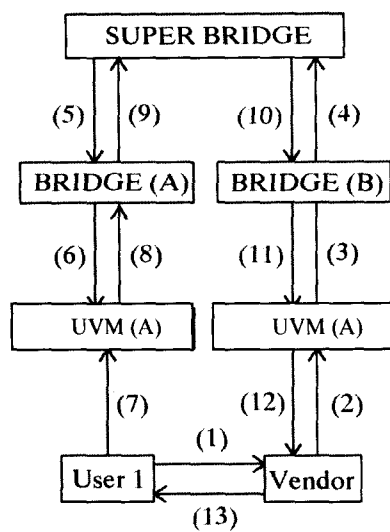 SUPER BRIDGE
(5) (9) (10) (4)
BRIDGE (A) BRIDGE (B)
(6) (8) (11) (3)
UVM (A) UVM (A)
(7) (12) (2)
(1)
User 1 Vendor
(13)